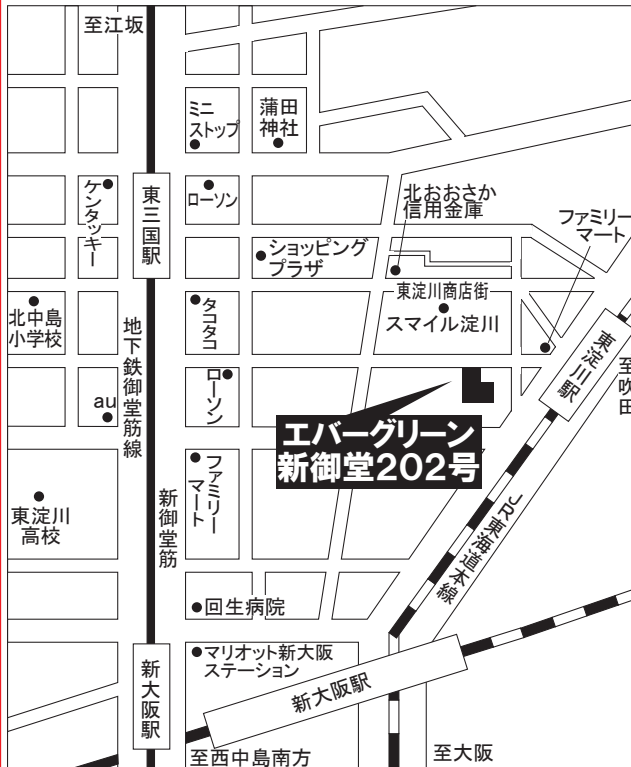 至江坂
ミニ
ストップ
蒲田
神社
ケンタッキー
東三国駅
ローソン
北おおさか
信用金庫
ファミリー
マート
ショッピング
プラザ
東淀川商店街
スマイル淀川
北中島
小学校
タコタコ
地下鉄御堂筋線
東淀川駅
至吹田
au
ローソン
エバーグリーン
新御堂202号
東淀川
高校
新御堂筋
ファミリー
マート
JR東海道本線
回生病院
マリオット新大阪
ステーション
新大阪駅
新大阪駅
至西中島南方
至大阪